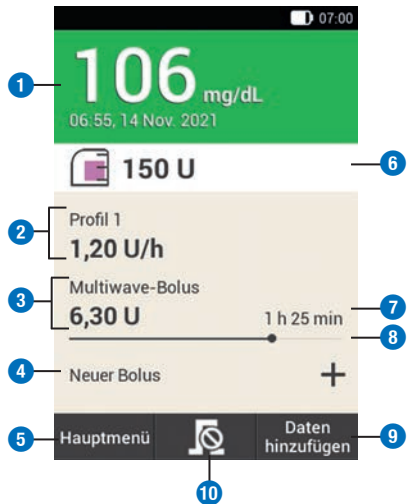 07:00
1
106 mg/dL
06:55, 14 Nov. 2021
150 U
6
2
Profil 1
1,20 U/h
3
Multiwave-Bolus
6,30 U
1 h 25 min
7
8
4
Neuer Bolus
+
5
Hauptmenü
Daten
hinzufügen
9
10